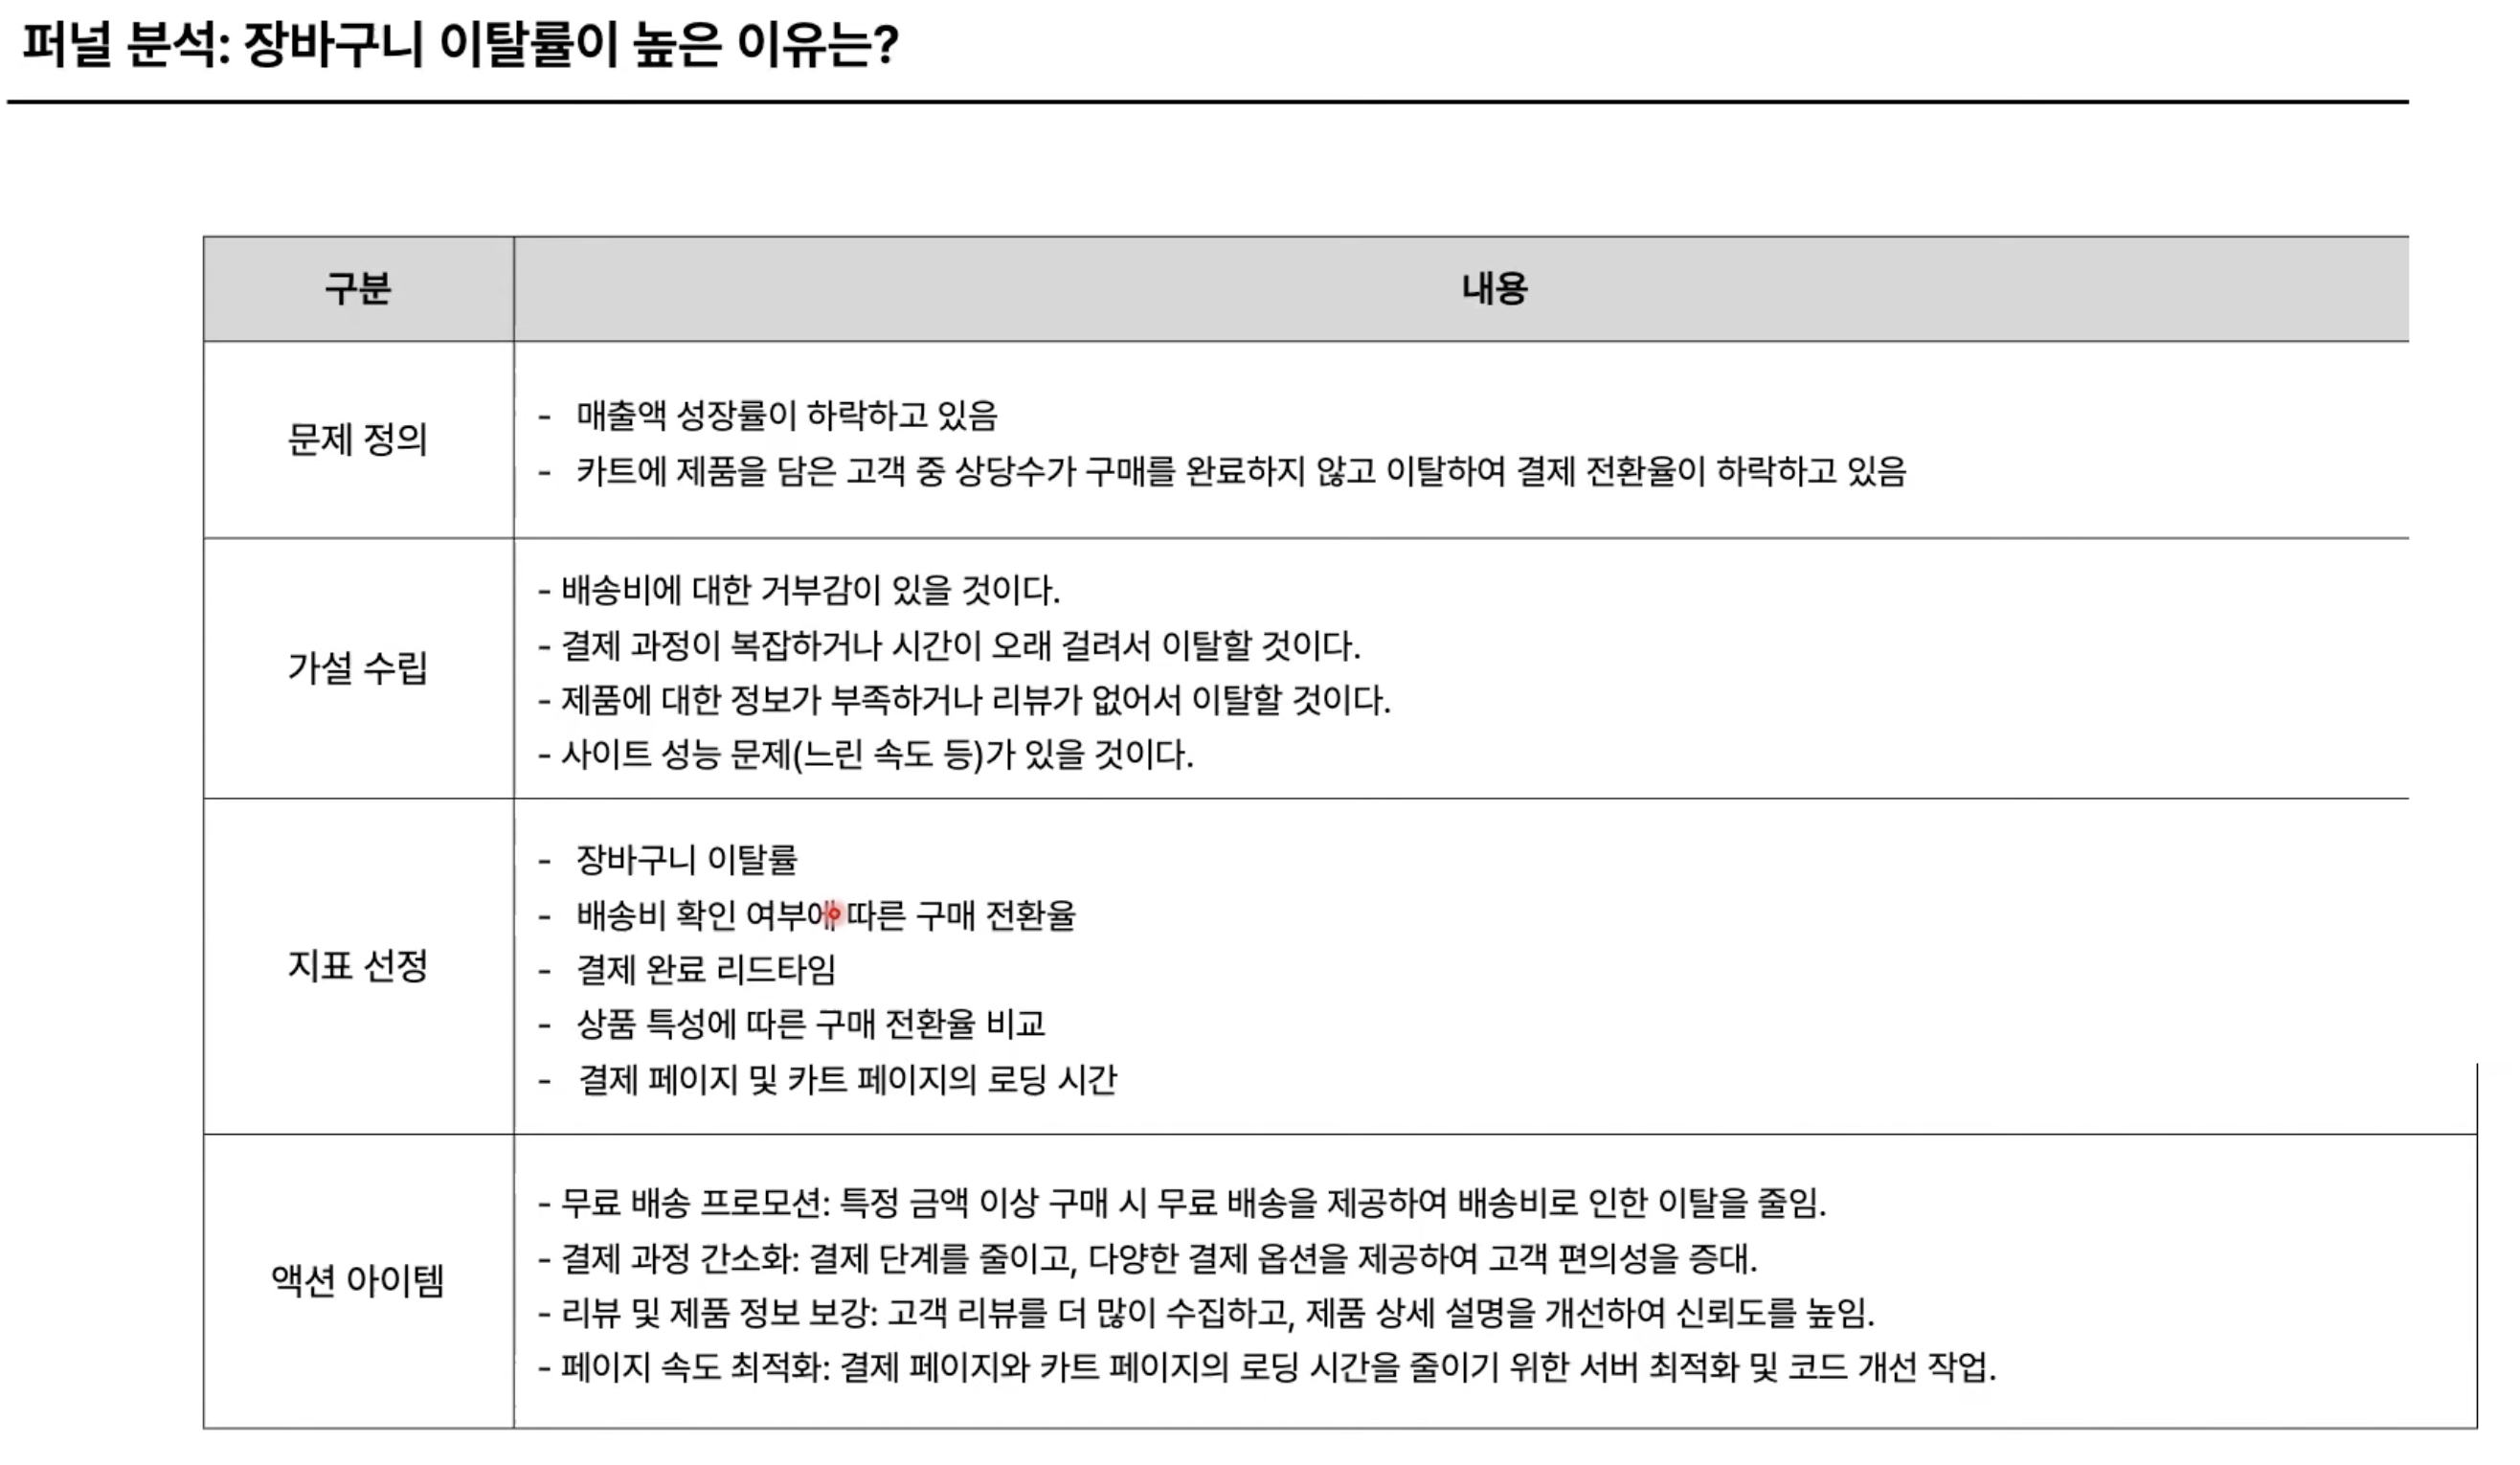 퍼널 분석: 장바구니 이탈률이 높은 이유는?
구분
내용
문제 정의
- 매출액 성장률이 하락하고 있음
- 카트에 제품을 담은 고객 중 상당수가 구매를 완료하지 않고 이탈하여 결제 전환율이 하락하고 있음
가설 수립
- 배송비에 대한 거부감이 있을 것이다.
- 결제 과정이 복잡하거나 시간이 오래 걸려서 이탈할 것이다.
- 제품에 대한 정보가 부족하거나 리뷰가 없어서 이탈할 것이다.
- 사이트 성능 문제(느린 속도 등)가 있을 것이다.
지표 선정
- 장바구니 이탈률
- 배송비 확인 여부에 따른 구매 전환율
- 결제 완료 리드타임
- 상품 특성에 따른 구매 전환율 비교
- 결제 페이지 및 카트 페이지의 로딩 시간
액션 아이템
- 무료 배송 프로모션: 특정 금액 이상 구매 시 무료 배송을 제공하여 배송비로 인한 이탈을 줄임.
- 결제 과정 간소화: 결제 단계를 줄이고, 다양한 결제 옵션을 제공하여 고객 편의성을 증대.
- 리뷰 및 제품 정보 보강: 고객 리뷰를 더 많이 수집하고, 제품 상세 설명을 개선하여 신뢰도를 높임.
- 페이지 속도 최적화: 결제 페이지와 카트 페이지의 로딩 시간을 줄이기 위한 서버 최적화 및 코드 개선 작업.